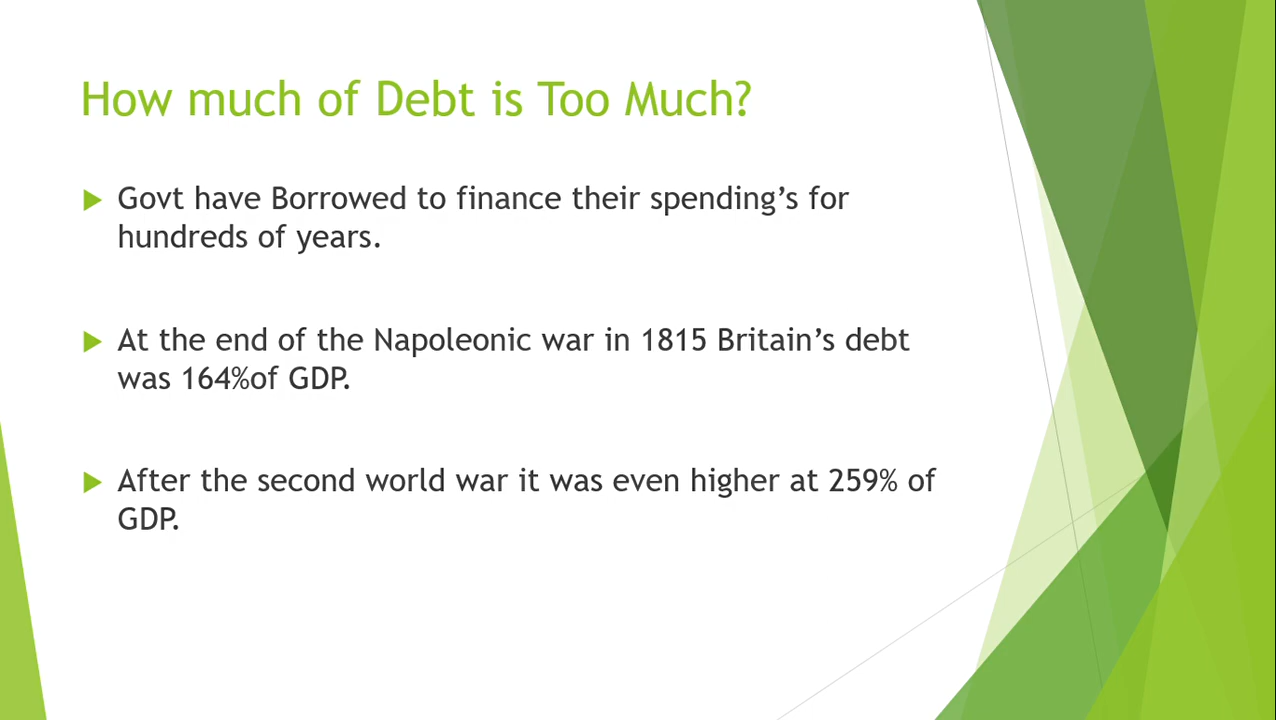 How much of Debt is Too Much?
Govt have Borrowed to finance their spending’s for
hundreds of years.
At the end of the Napoleonic war in 1815 Britain’s debt
was 164%of GDP.
After the second world war it was even higher at 259% of
GDP.